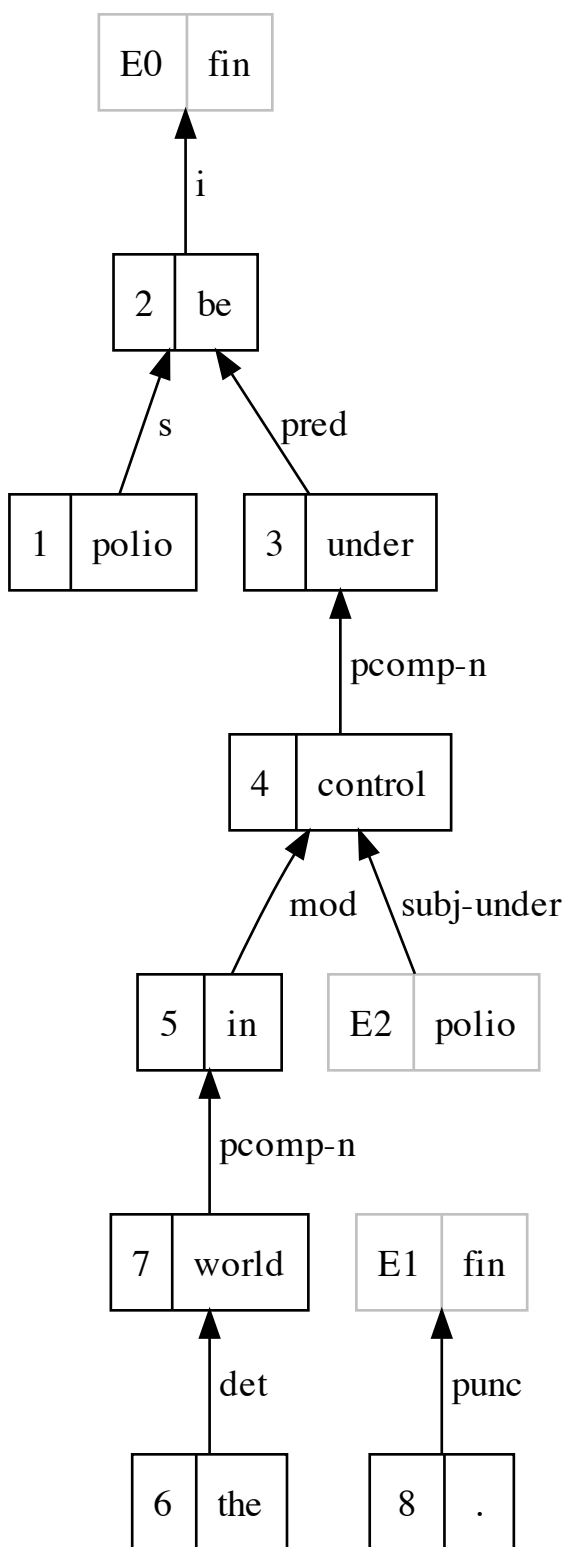 E0 fin
i
2 be
s pred
1 polio 3 under
pcomp-n
4 control
mod subj-under
5 in E2 polio
pcomp-n
7 world E1 fin
det punc
6 the 8 .